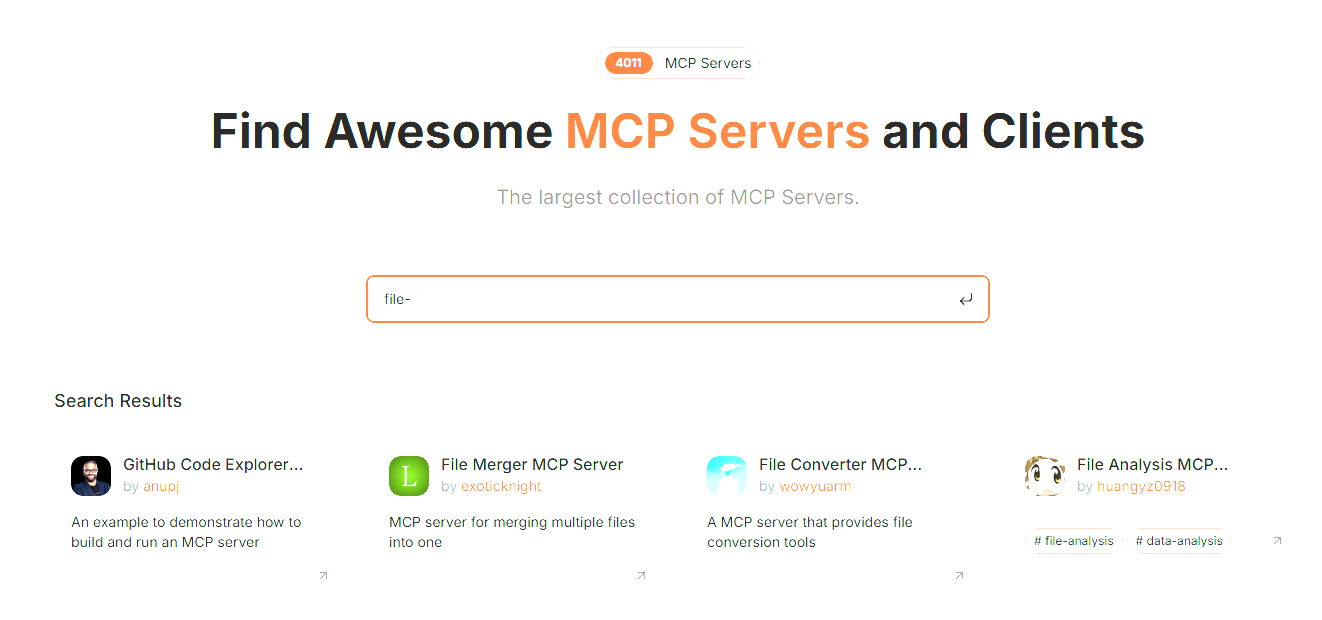 4011 MCP Servers
Find Awesome MCP Servers and Clients
The largest collection of MCP Servers.
file-
Search Results
GitHub Code Explorer...
by anupj
An example to demonstrate how to
build and run an MCP server
L
File Merger MCP Server
by exoticknight
MCP server for merging multiple files
into one
File Converter MCP...
by wowyuarm
A MCP server that provides file
conversion tools
File Analysis MCP...
by huangyz0918
# file-analysis # data-analysis